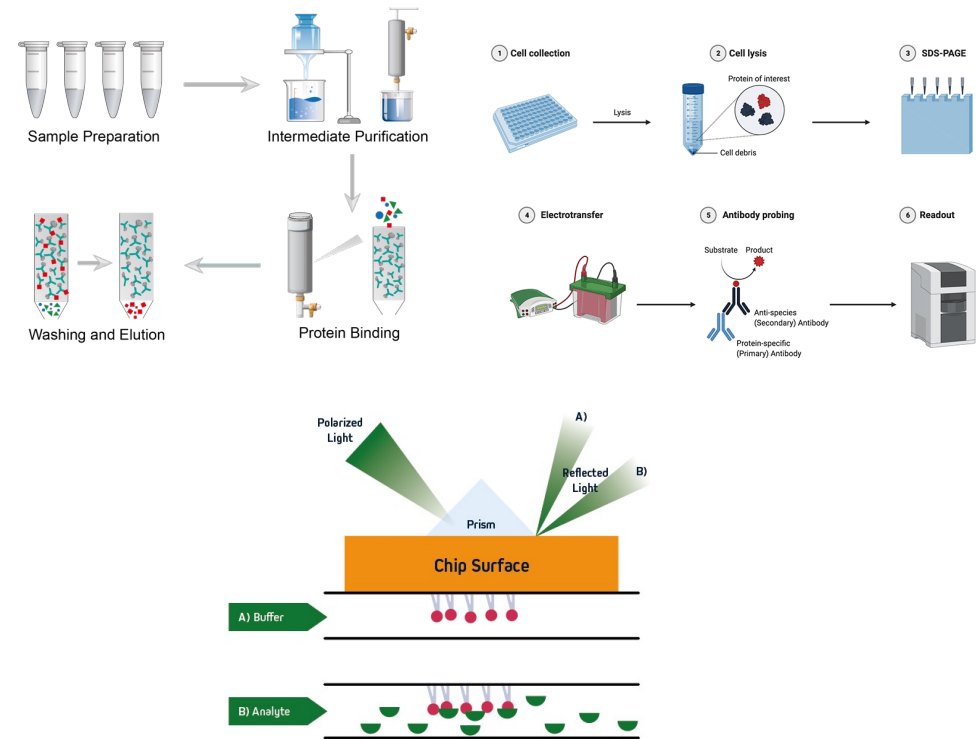 Sample Preparation
Intermediate Purification
Washing and Elution
Protein Binding
1 Cell collection
Lysis
2 Cell lysis
Protein of interest
Cell debris
3 SDS-PAGE
4 Electrotransfer
5 Antibody probing
Substrate Product
Anti-species
(Secondary) Antibody
Protein-specific
(Primary) Antibody
6 Readout
Polarized
Light
A)
Reflected
Light
B)
Prism
Chip Surface
A) Buffer
B) Analyte